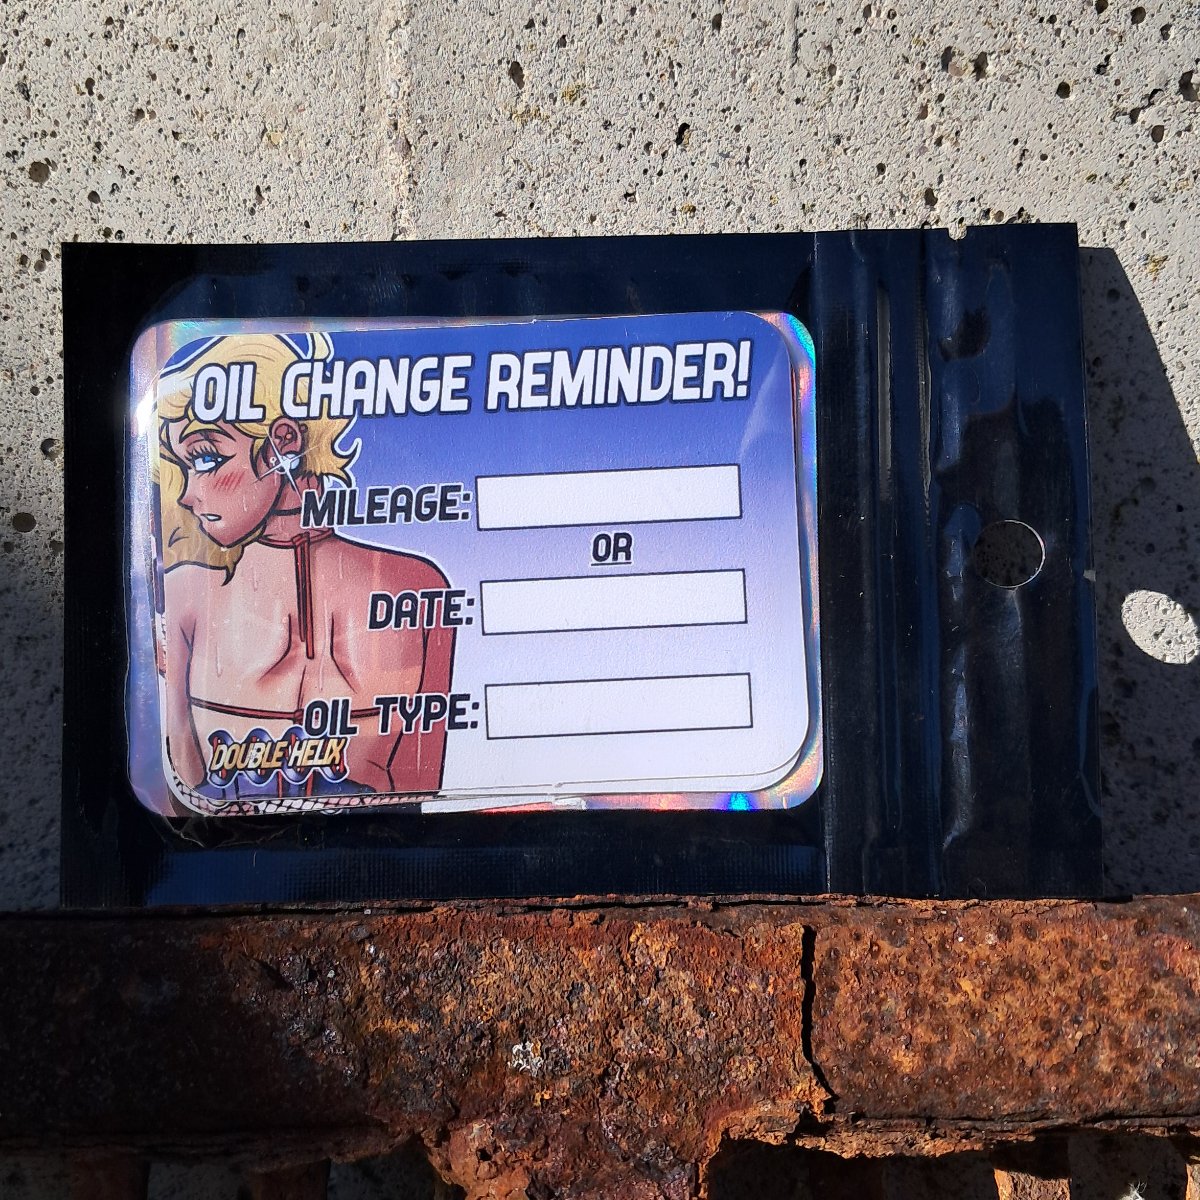 OIL CHANGE REMINDER!
MILEAGE:
OR
DATE:
OIL TYPE:
DOUBLE HELIX